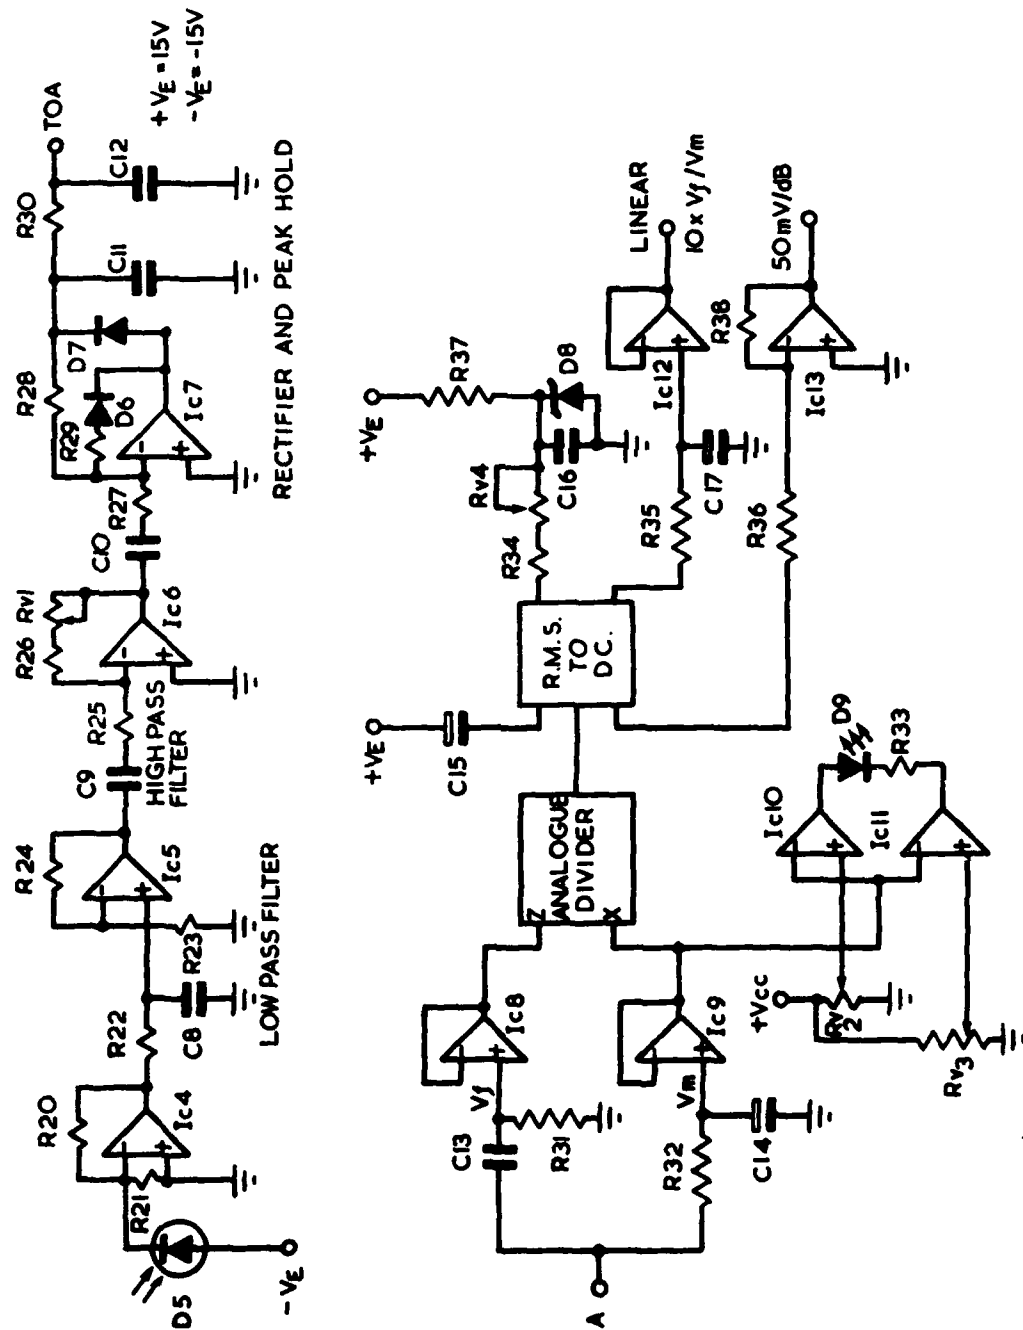 D5
-VE
R21
R20
Ic4
-
+
R22
C8
LOW PASS FILTER
R23
R24
Ic5
-
+
C9
HIGH PASS
FILTER
R25
R26
Rv1
Ic6
-
+
C10
R27
R29
D6
R28
Ic7
-
+
D7
RECTIFIER AND PEAK HOLD
C11
R30
C12
TOA
+VE = 15V
-VE = -15V
A
C13
Vf
R31
R32
Vm
C14
Ic8
-
+
Ic9
-
+
Z
X
ANALOGUE
DIVIDER
+Vcc
Rv2
Rv3
Ic10
-
+
Ic11
-
+
D9
R33
+VE
C15
R.M.S.
TO
D.C.
R34
Rv4
C16
D8
R37
+VE
R35
C17
Ic12
-
+
LINEAR
10 x Vf/Vm
R36
R38
Ic13
-
+
50mV/dB